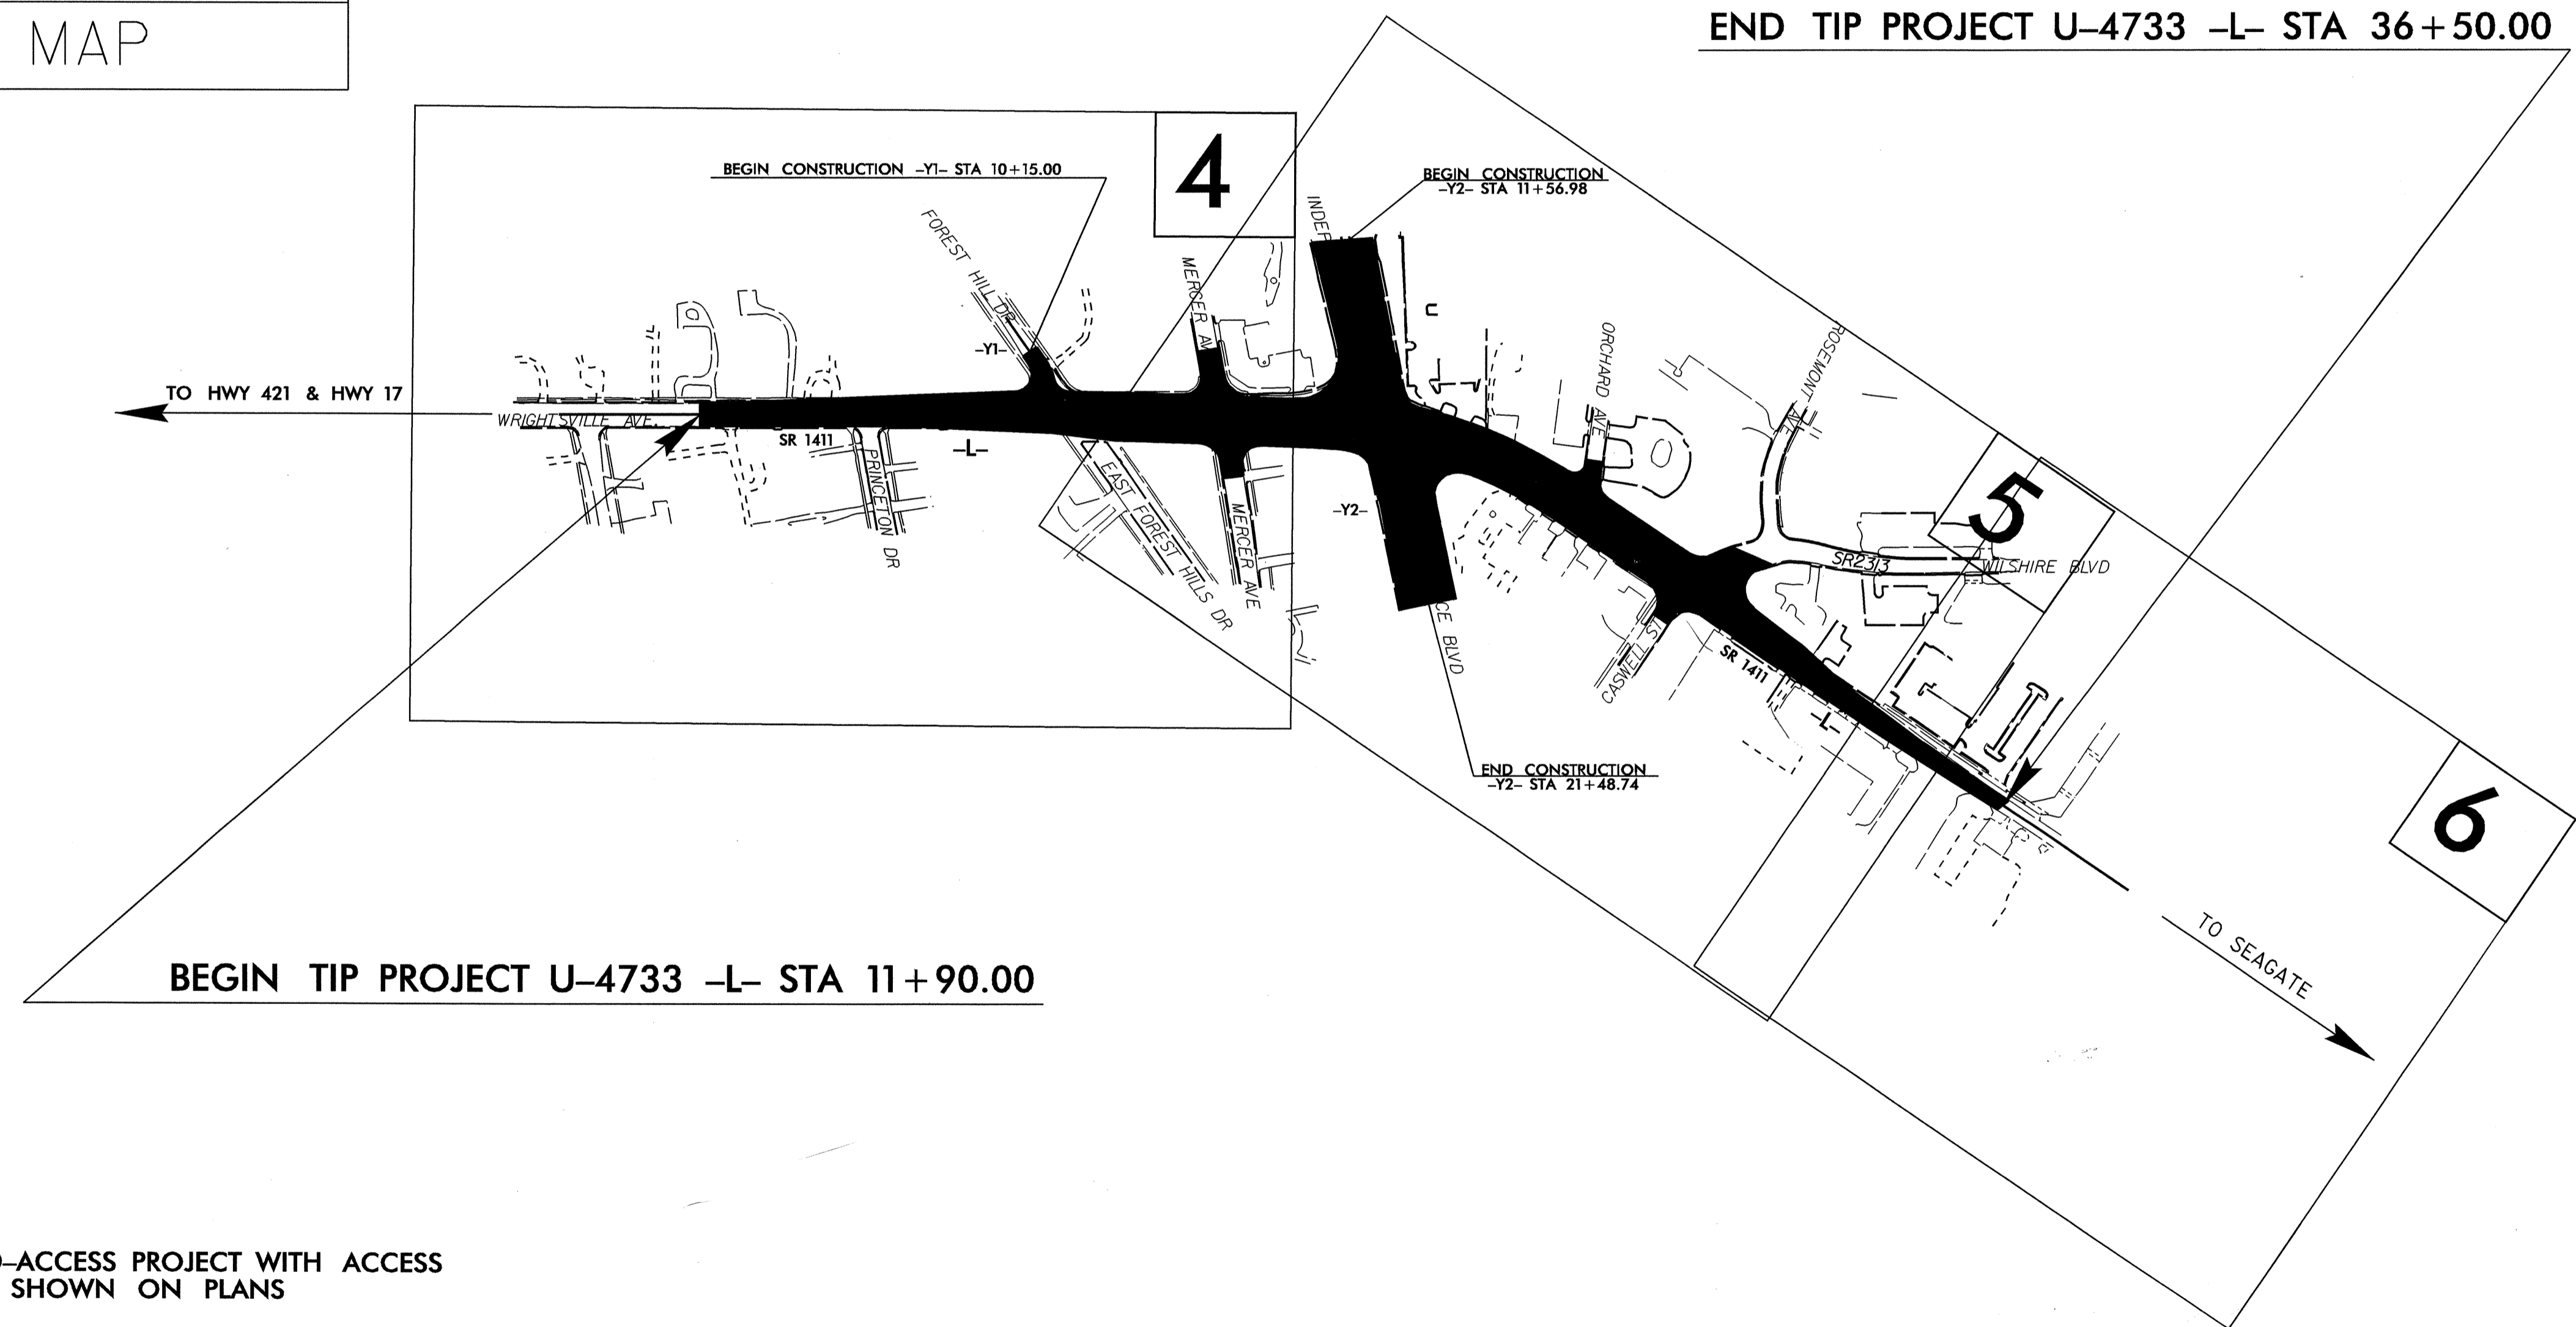 MAP
END TIP PROJECT U–4733 –L– STA 36+50.00
4
BEGIN CONSTRUCTION –Y1– STA 10+15.00
BEGIN CONSTRUCTION
–Y2– STA 11+56.98
FOREST HILL DR
MERCER AV
ORCHARD AVE
ROSEMONT AVE
–Y1–
TO HWY 421 & HWY 17
WRIGHTSVILLE AVE.
SR 1411
–L–
PRINCETON DR
EAST FOREST HILLS DR
MERCER AVE
–Y2–
CE BLVD
5
SR2313
WILSHIRE BLVD
CASWELL ST
SR 1411
–L–
END CONSTRUCTION
–Y2– STA 21+48.74
6
TO SEAGATE
BEGIN TIP PROJECT U–4733 –L– STA 11+90.00
–ACCESS PROJECT WITH ACCESS
SHOWN ON PLANS